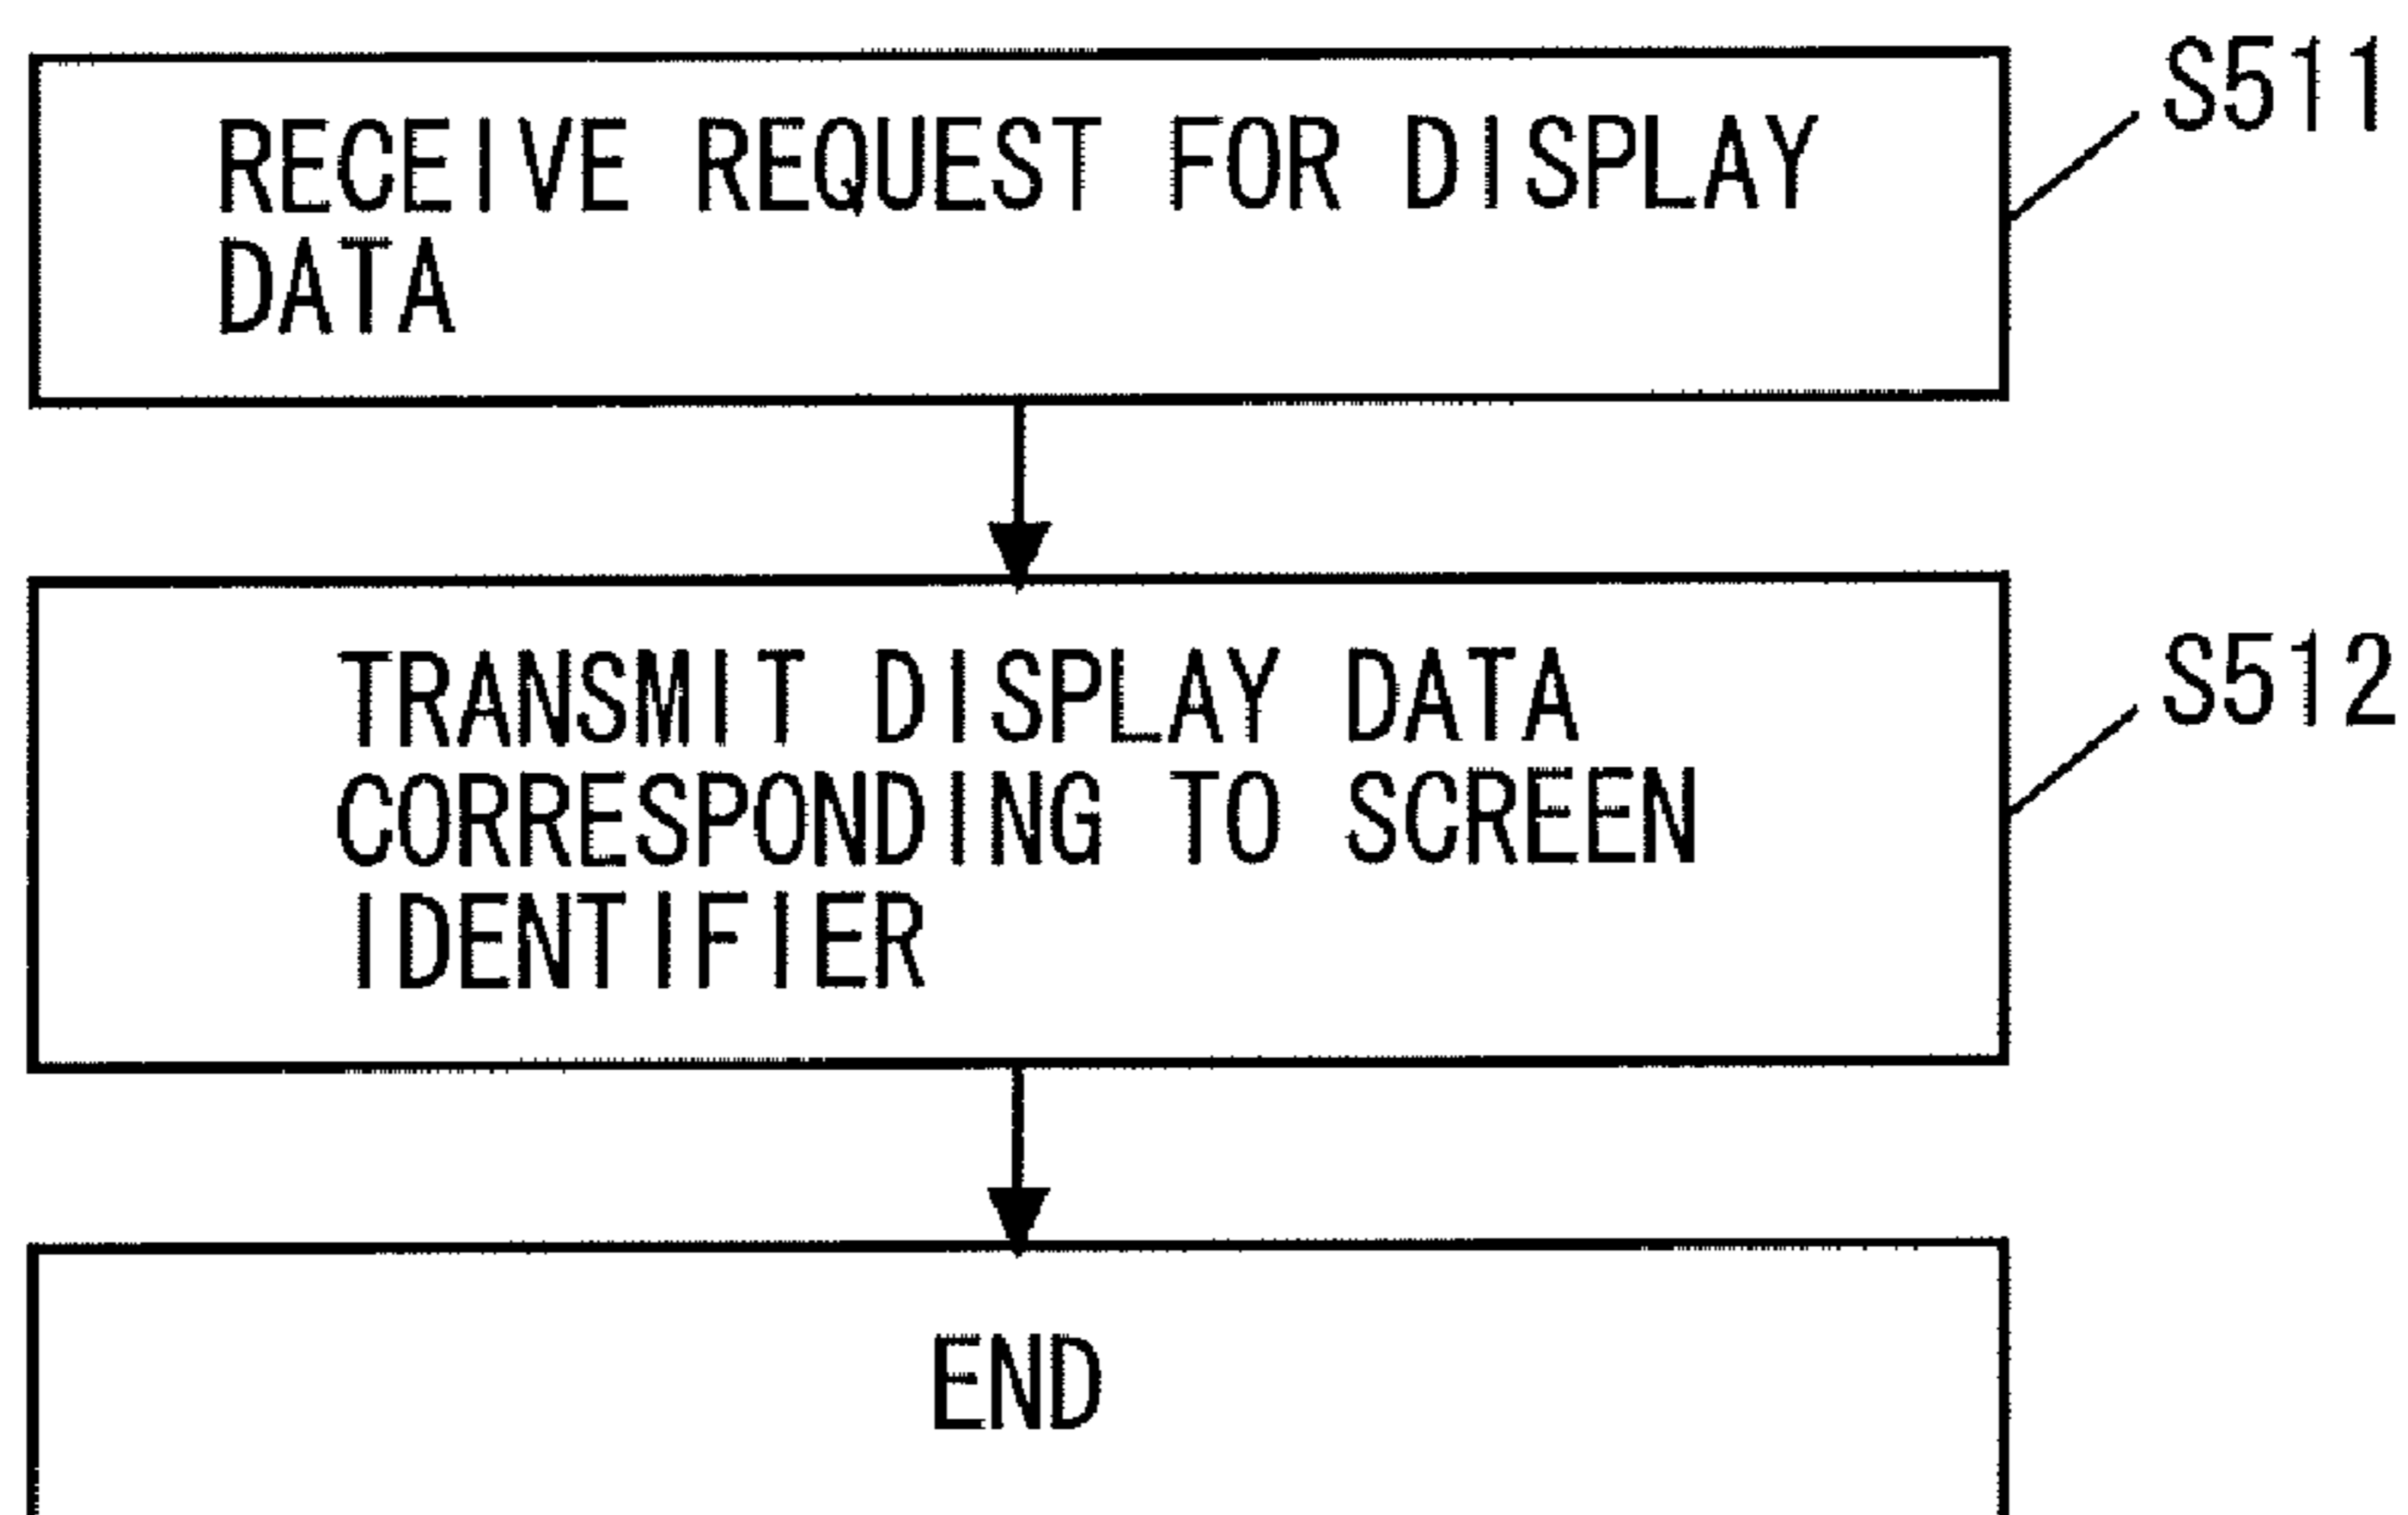 S511
RECEIVE REQUEST FOR DISPLAY
DATA
S512
TRANSMIT DISPLAY DATA
CORRESPONDING TO SCREEN
IDENTIFIER
END